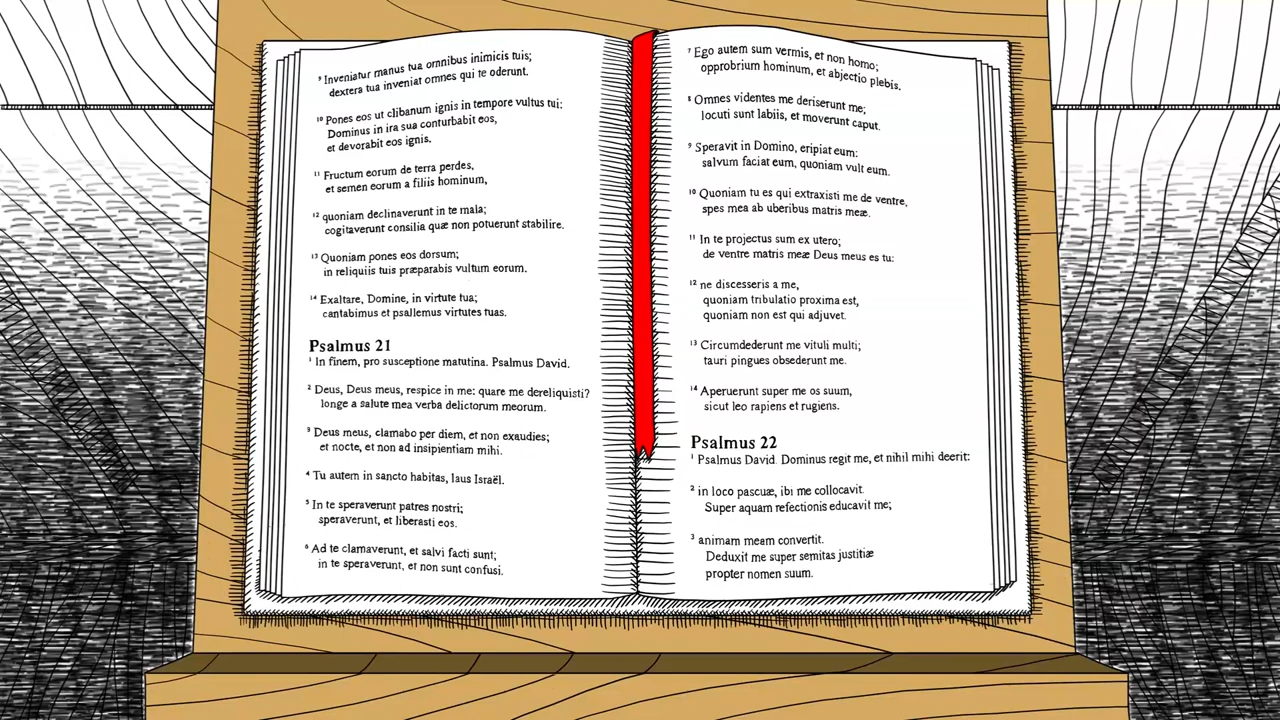 9 Inveniatur manus tua omnibus inimicis tuis;
dextera tua inveniat omnes qui te oderunt.
10 Pones eos ut clibanum ignis in tempore vultus tui:
Dominus in ira sua conturbabit eos,
et devorabit eos ignis.
11 Fructum eorum de terra perdes,
et semen eorum a filiis hominum,
12 quoniam declinaverunt in te mala;
cogitaverunt consilia quæ non potuerunt stabilire.
13 Quoniam pones eos dorsum;
in reliquiis tuis præparabis vultum eorum.
14 Exaltare, Domine, in virtute tua;
cantabimus et psallemus virtutes tuas.
Psalmus 21
1 In finem, pro susceptione matutina. Psalmus David.
2 Deus, Deus meus, respice in me: quare me dereliquisti?
longe a salute mea verba delictorum meorum.
3 Deus meus, clamabo per diem, et non exaudies;
et nocte, et non ad insipientiam mihi.
4 Tu autem in sancto habitas, laus Israël.
5 In te speraverunt patres nostri;
speraverunt, et liberasti eos.
6 Ad te clamaverunt, et salvi facti sunt;
in te speraverunt, et non sunt confusi.
7 Ego autem sum vermis, et non homo;
opprobrium hominum, et abjectio plebis.
8 Omnes videntes me deriserunt me;
locuti sunt labiis, et moverunt caput.
9 Speravit in Domino, eripiat eum:
salvum faciat eum, quoniam vult eum.
10 Quoniam tu es qui extraxisti me de ventre,
spes mea ab uberibus matris meæ.
11 In te projectus sum ex utero;
de ventre matris meæ Deus meus es tu:
12 ne discesseris a me,
quoniam tribulatio proxima est,
quoniam non est qui adjuvet.
13 Circumdederunt me vituli multi;
tauri pingues obsederunt me.
14 Aperuerunt super me os suum,
sicut leo rapiens et rugiens.
Psalmus 22
1 Psalmus David. Dominus regit me, et nihil mihi deerit:
2 in loco pascuæ, ibi me collocavit.
Super aquam refectionis educavit me;
3 animam meam convertit.
Deduxit me super semitas justitiæ
propter nomen suum.